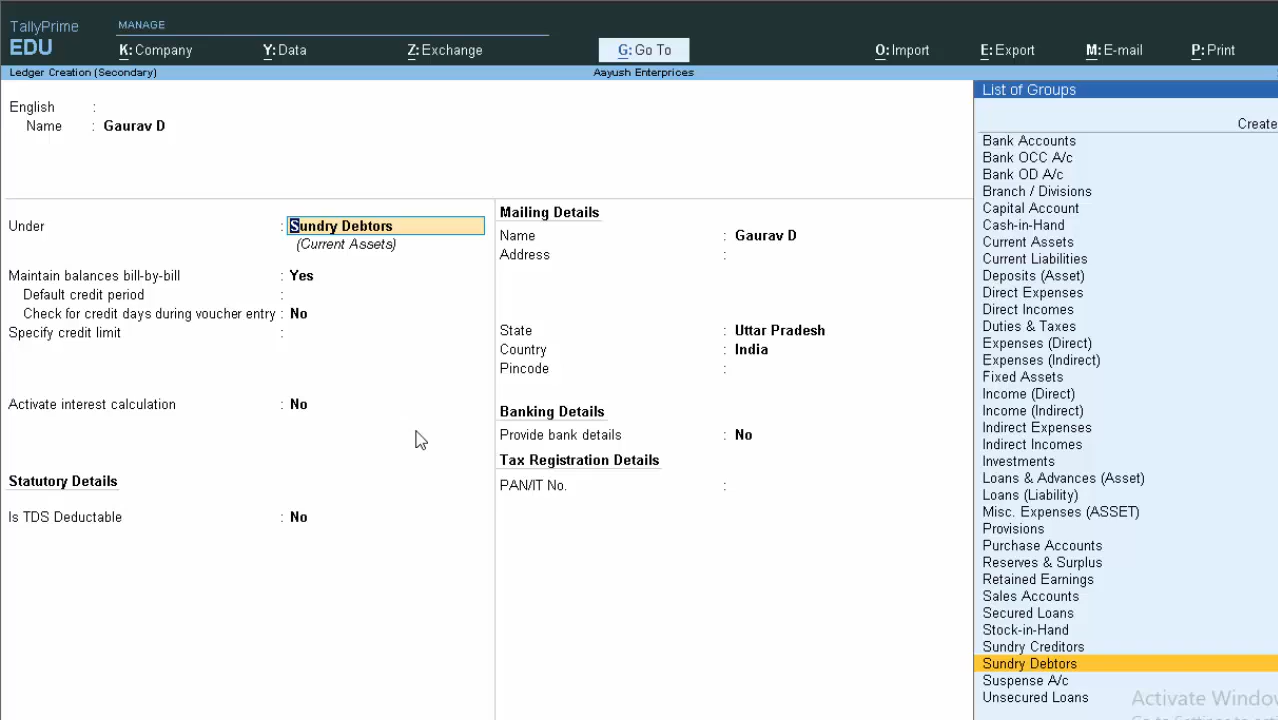 TallyPrime
EDU
MANAGE
K: Company
Y: Data
Z: Exchange
G: Go To
O: Import
E: Export
M: E-mail
P: Print
Ledger Creation (Secondary)
Aayush Enterprices
English :
Name : Gaurav D
Under : Sundry Debtors
(Current Assets)
Maintain balances bill-by-bill : Yes
Default credit period :
Check for credit days during voucher entry : No
Specify credit limit :
Activate interest calculation : No
Statutory Details
Is TDS Deductable : No
Mailing Details
Name : Gaurav D
Address :
State : Uttar Pradesh
Country : India
Pincode :
Banking Details
Provide bank details : No
Tax Registration Details
PAN/IT No. :
List of Groups
Create
Bank Accounts
Bank OCC A/c
Bank OD A/c
Branch / Divisions
Capital Account
Cash-in-Hand
Current Assets
Current Liabilities
Deposits (Asset)
Direct Expenses
Direct Incomes
Duties & Taxes
Expenses (Direct)
Expenses (Indirect)
Fixed Assets
Income (Direct)
Income (Indirect)
Indirect Expenses
Indirect Incomes
Investments
Loans & Advances (Asset)
Loans (Liability)
Misc. Expenses (ASSET)
Provisions
Purchase Accounts
Reserves & Surplus
Retained Earnings
Sales Accounts
Secured Loans
Stock-in-Hand
Sundry Creditors
Sundry Debtors
Suspense A/c
Unsecured Loans
Activate Window